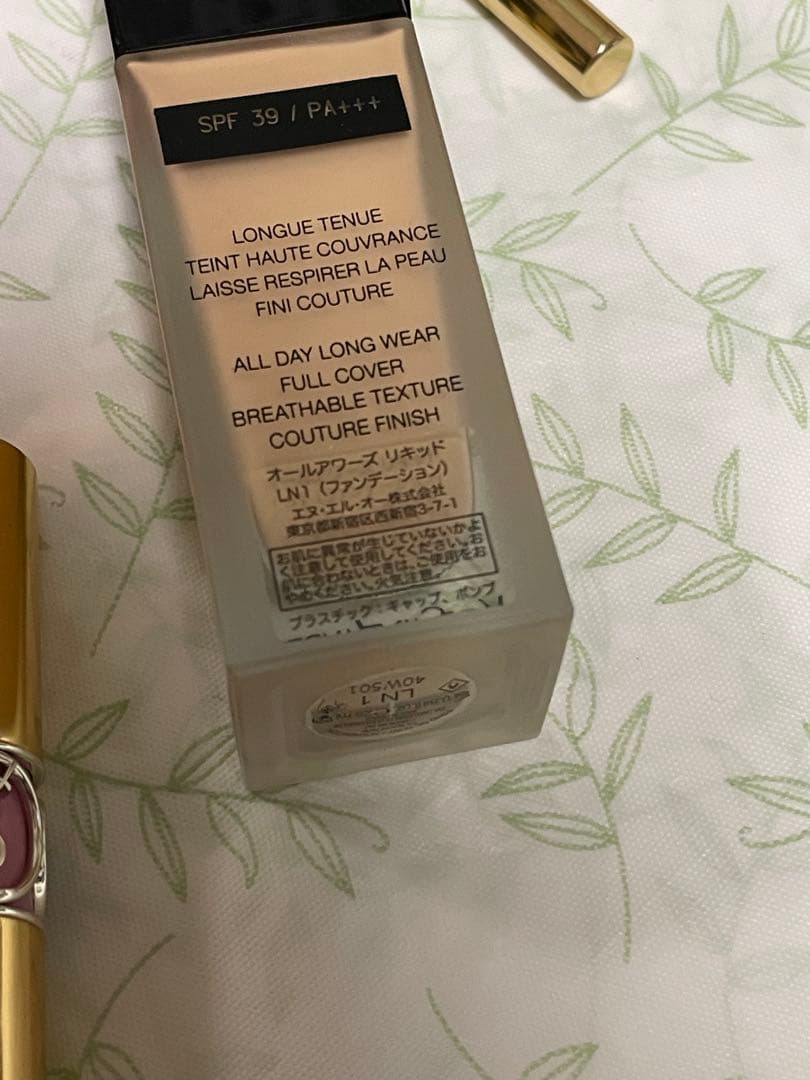 SPF 39 / PA+++
LONGUE TENUE
TEINT HAUTE COUVRANCE
LAISSE RESPIRER LA PEAU
FINI COUTURE
ALL DAY LONG WEAR
FULL COVER
BREATHABLE TEXTURE
COUTURE FINISH
オールアワーズ リキッド
LN1(ファンデーション)
エヌ・エル・オー株式会社
東京都新宿区西新宿3-7-1
お肌に異常が生じていないかよ
く注意して使用してください。お
肌に合わないときは、ご使用をお
やめください。火気注意。
プラスチック:キャップ、ポンプ
LN 1
40W501